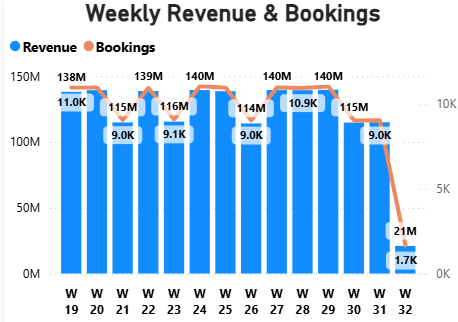 Weekly Revenue & Bookings
Revenue Bookings
150M
100M
50M
0M
10K
5K
0K
138M 115M 139M 116M 140M 114M 140M 140M 115M 21M
11.0K 9.0K 9.1K 9.0K 10.9K 9.0K 1.7K
W W W W W W W W W W W W W W
19 20 21 22 23 24 25 26 27 28 29 30 31 32